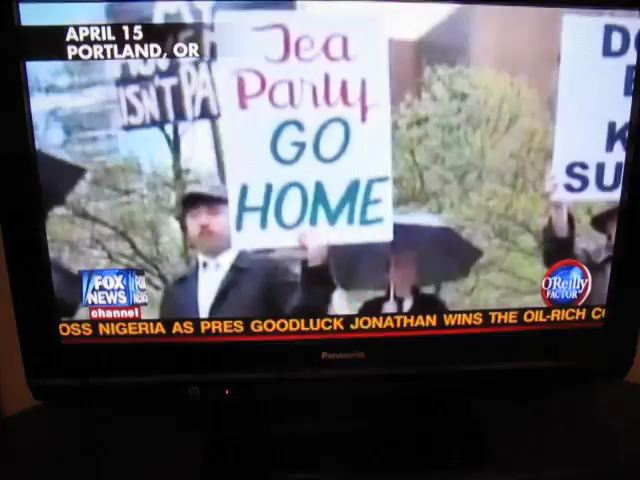 APRIL 15
PORTLAND, OR
ISN'T PA
Tea
Party
GO
HOME
D
K
SU
FOX
NEWS
channel
O'Reilly
FACTOR
OSS NIGERIA AS PRES GOODLUCK JONATHAN WINS THE OIL-RICH C
Panasonic